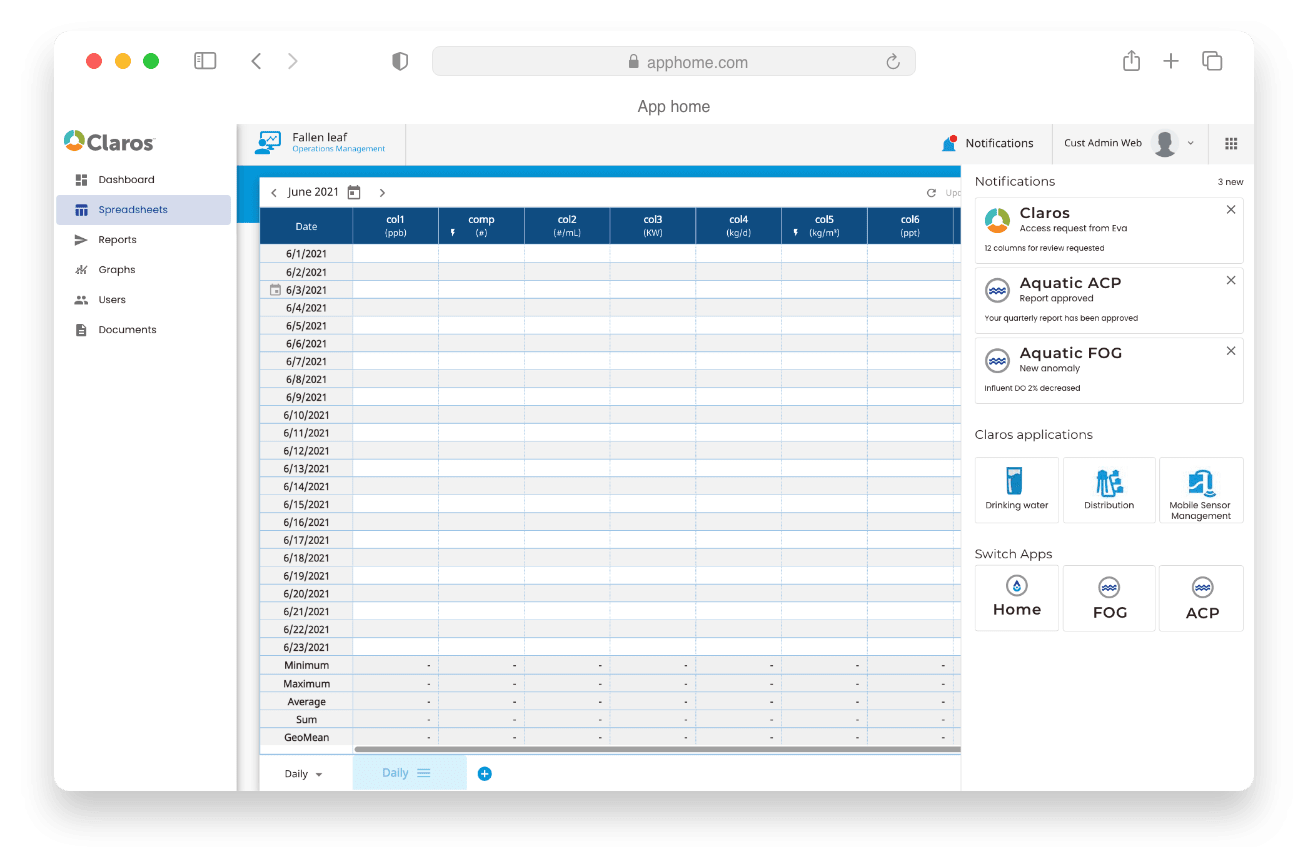 apphome.com
App home
Claros
Fallen leaf
Operations Management
Notifications
Cust Admin Web
Dashboard
Spreadsheets
Reports
Graphs
Users
Documents
June 2021
Date
col1
(ppb)
comp
(#)
col2
(#/mL)
col3
(KW)
col4
(kg/d)
col5
(kg/m³)
col6
(ppt)
6/1/2021
6/2/2021
6/3/2021
6/4/2021
6/5/2021
6/6/2021
6/7/2021
6/8/2021
6/9/2021
6/10/2021
6/11/2021
6/12/2021
6/13/2021
6/14/2021
6/15/2021
6/16/2021
6/17/2021
6/18/2021
6/19/2021
6/20/2021
6/21/2021
6/22/2021
6/23/2021
Minimum - - - - - - -
Maximum - - - - - - -
Average - - - - - - -
Sum - - - - - - -
GeoMean - - - - - - -
Daily
Daily
Notifications
3 new
Claros
Access request from Eva
12 columns for review requested
Aquatic ACP
Report approved
Your quarterly report has been approved
Aquatic FOG
New anomaly
Influent DO 2% decreased
Claros applications
Drinking water
Distribution
Mobile Sensor
Management
Switch Apps
Home
FOG
ACP